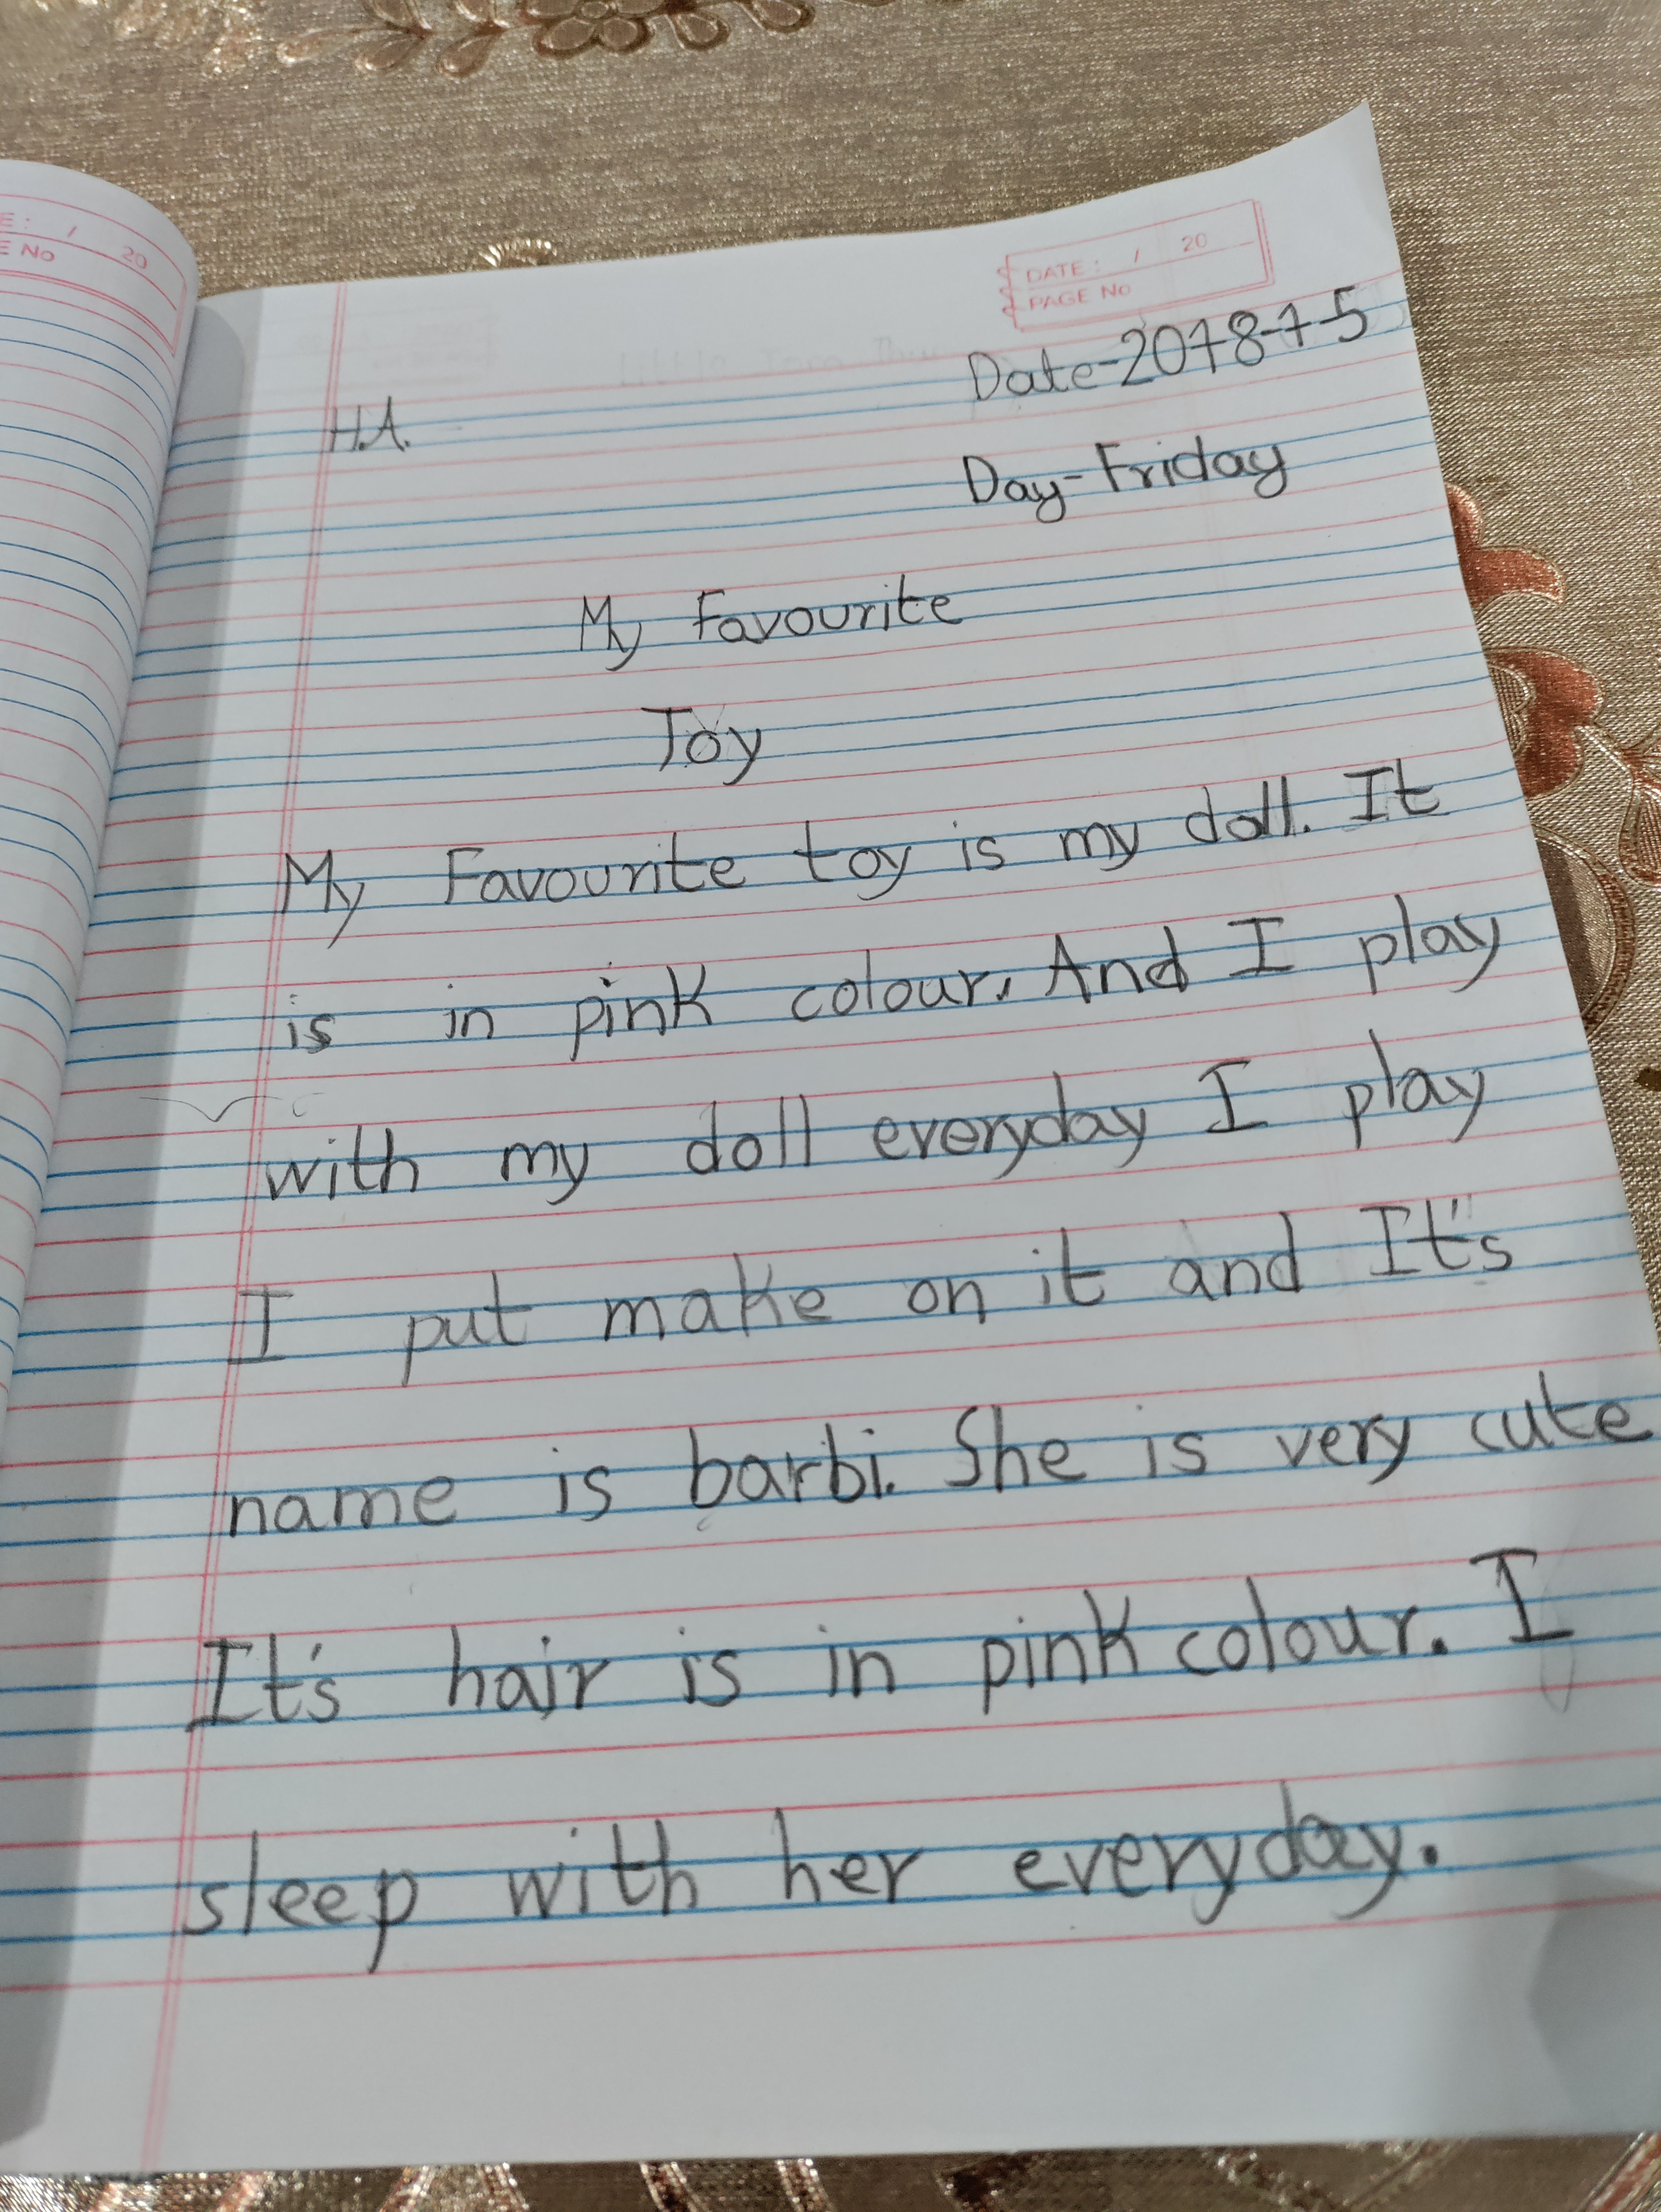 E: / 20
E No
DATE: / 20
PAGE No
Date-2078-7-5
H.A.
Day-Friday
My Favourite
Toy
My Favourite toy is my doll. It
is in pink colour. And I play
with my doll everyday I play
I put make on it and It's
name is barbi. She is very cute
It's hair is in pink colour. I
sleep with her everyday.